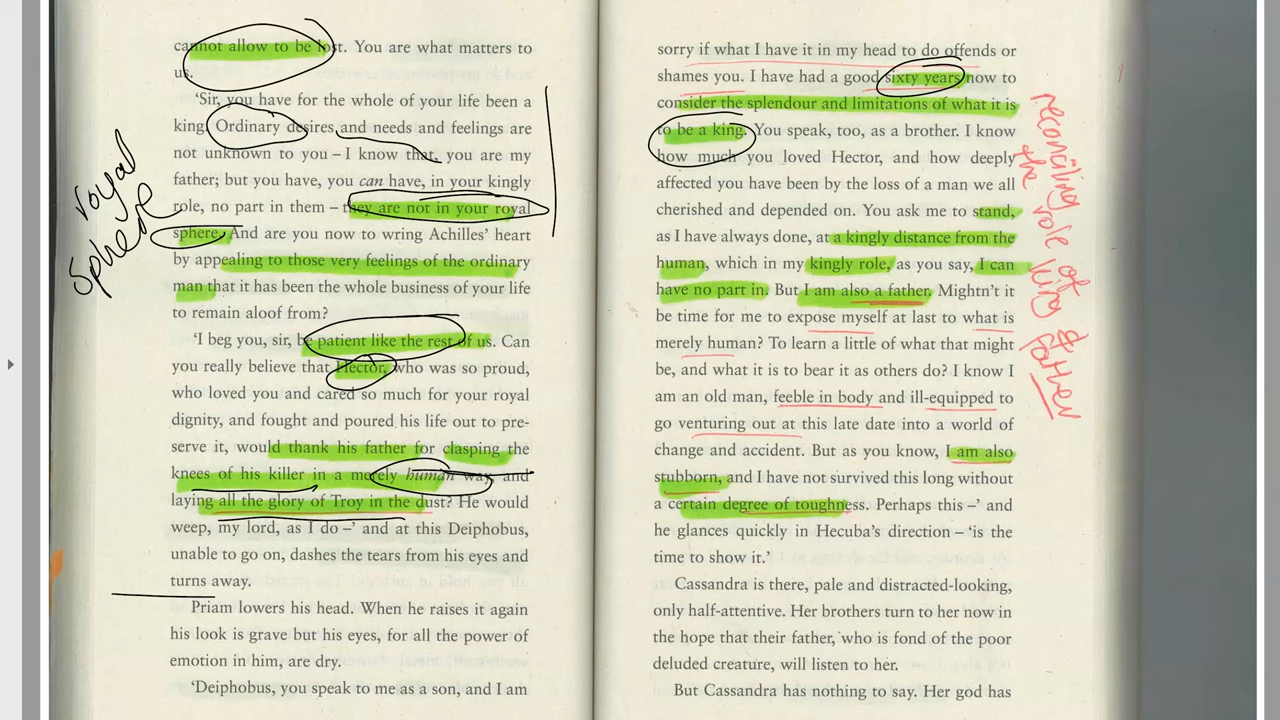 cannot allow to be lost. You are what matters to
us.
‘Sir, you have for the whole of your life been a
king. Ordinary desires and needs and feelings are
not unknown to you – I know that, you are my
father; but you have, you can have, in your kingly
role, no part in them – they are not in your royal
sphere. And are you now to wring Achilles’ heart
by appealing to those very feelings of the ordinary
man that it has been the whole business of your life
to remain aloof from?
‘I beg you, sir, be patient like the rest of us. Can
you really believe that Hector, who was so proud,
who loved you and cared so much for your royal
dignity, and fought and poured his life out to pre-
serve it, would thank his father for clasping the
knees of his killer in a merely human way and
laying all the glory of Troy in the dust? He would
weep, my lord, as I do –’ and at this Deiphobus,
unable to go on, dashes the tears from his eyes and
turns away.
Priam lowers his head. When he raises it again
his look is grave but his eyes, for all the power of
emotion in him, are dry.
‘Deiphobus, you speak to me as a son, and I am
royal
sphere
sorry if what I have it in my head to do offends or
shames you. I have had a good sixty years now to
consider the splendour and limitations of what it is
to be a king. You speak, too, as a brother. I know
how much you loved Hector, and how deeply
affected you have been by the loss of a man we all
cherished and depended on. You ask me to stand,
as I have always done, at a kingly distance from the
human, which in my kingly role, as you say, I can
have no part in. But I am also a father. Mightn’t it
be time for me to expose myself at last to what is
merely human? To learn a little of what that might
be, and what it is to bear it as others do? I know I
am an old man, feeble in body and ill-equipped to
go venturing out at this late date into a world of
change and accident. But as you know, I am also
stubborn, and I have not survived this long without
a certain degree of toughness. Perhaps this –’ and
he glances quickly in Hecuba’s direction – ‘is the
time to show it.’
Cassandra is there, pale and distracted-looking,
only half-attentive. Her brothers turn to her now in
the hope that their father, who is fond of the poor
deluded creature, will listen to her.
But Cassandra has nothing to say. Her god has
reconciling
the role of
king &
father